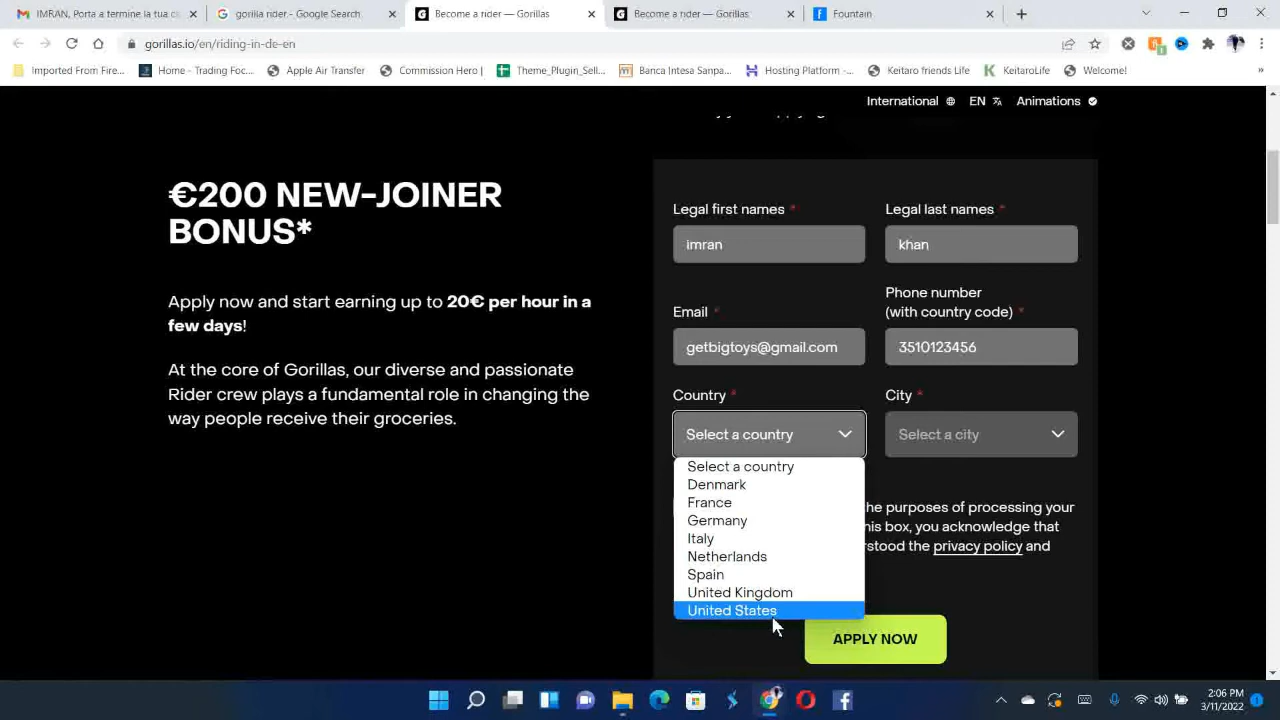 IMRAN, Porta a termine la tua cl
gorilla rider - Google Search
Become a rider — Gorillas
Become a rider — Gorillas
Fountain
gorillas.io/en/riding-in-de-en
Imported From Fire...
Home - Trading Foc...
Apple Air Transfer
Commission Hero |
Theme_Plugin_Sell...
Banca Intesa Sanpa...
Hosting Platform -...
Keitaro friends Life
KeitaroLife
Welcome!
»
International
EN
Animations
€200 NEW-JOINER
BONUS*
Apply now and start earning up to 20€ per hour in a
few days!
At the core of Gorillas, our diverse and passionate
Rider crew plays a fundamental role in changing the
way people receive their groceries.
Legal first names *
Legal last names *
imran
khan
Email *
Phone number
(with country code) *
getbigtoys@gmail.com
3510123456
Country *
City *
Select a country
Select a city
Select a country
Denmark
France
Germany
Italy
Netherlands
Spain
United Kingdom
United States
he purposes of processing your
his box, you acknowledge that
rstood the privacy policy and
APPLY NOW
2:06 PM
3/11/2022